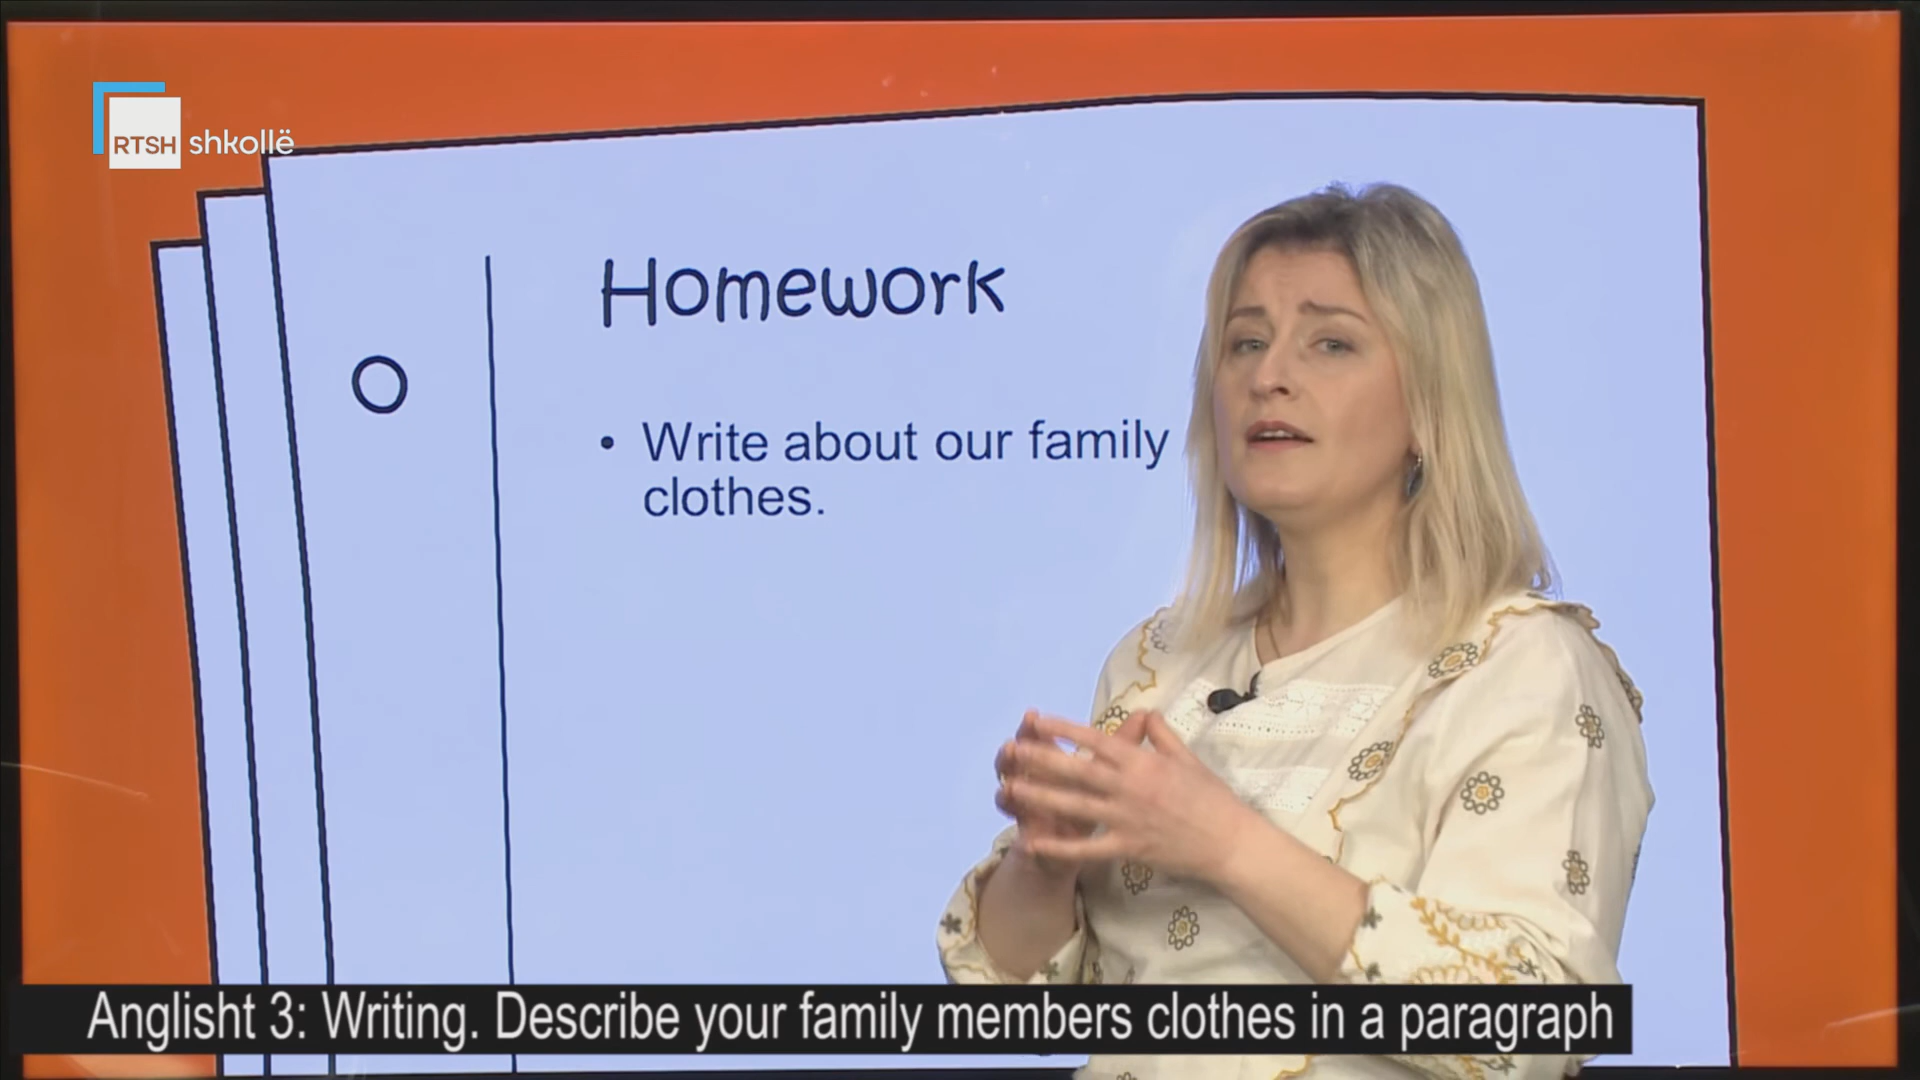 RTSH shkollë
Homework
• Write about our family
clothes.
Anglisht 3: Writing. Describe your family members clothes in a paragraph